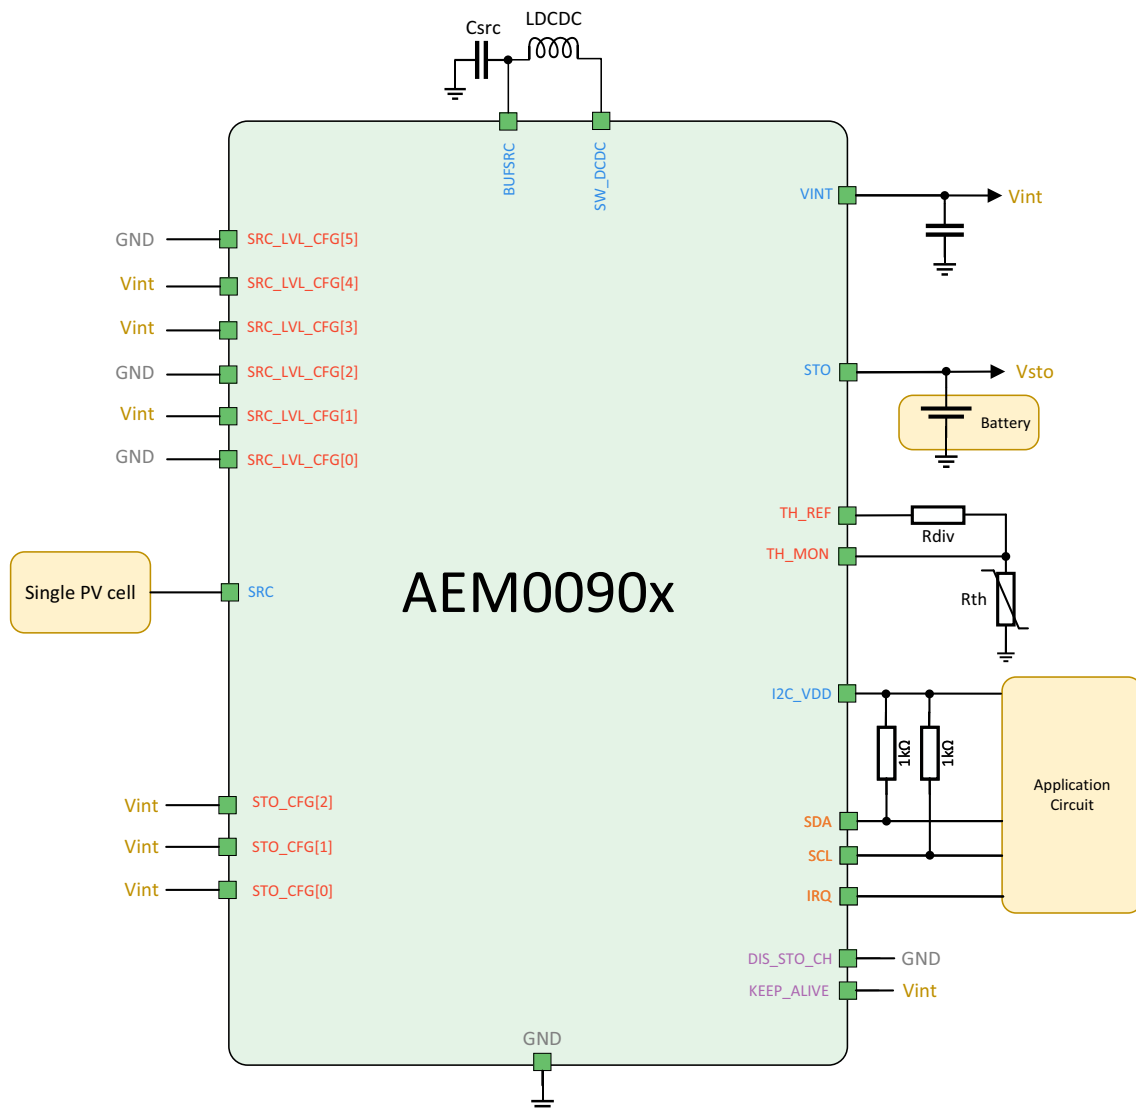 Csrc
LDCDC
BUFSRC
SW_DCDC
VINT
Vint
GND
SRC_LVL_CFG[5]
Vint
SRC_LVL_CFG[4]
Vint
SRC_LVL_CFG[3]
GND
SRC_LVL_CFG[2]
Vint
SRC_LVL_CFG[1]
GND
SRC_LVL_CFG[0]
STO
Vsto
Battery
TH_REF
Rdiv
TH_MON
Rth
Single PV cell
SRC
AEM0090x
I2C_VDD
1kΩ
1kΩ
Application
Circuit
Vint
STO_CFG[2]
Vint
STO_CFG[1]
Vint
STO_CFG[0]
SDA
SCL
IRQ
DIS_STO_CH
GND
KEEP_ALIVE
Vint
GND